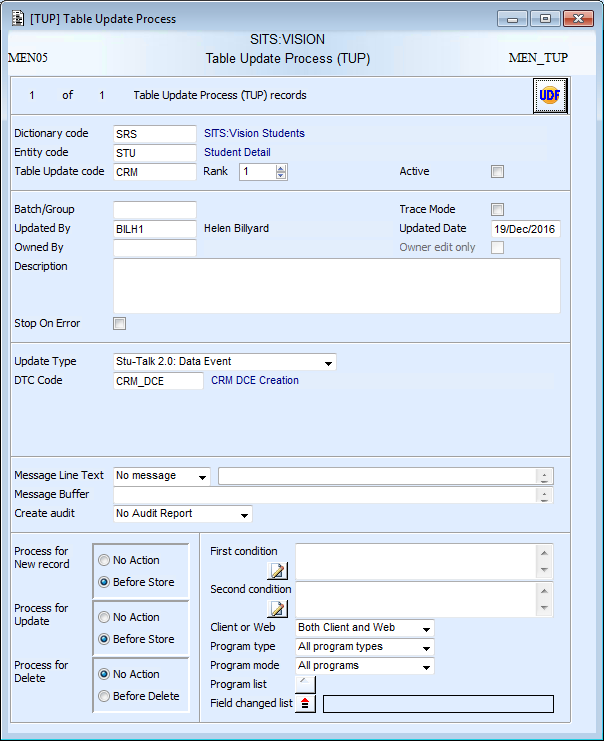 [TUP] Table Update Process
SITS:VISION
MEN05 Table Update Process (TUP) MEN_TUP
1 of 1 Table Update Process (TUP) records UDF
Dictionary code SRS SITS:Vision Students
Entity code STU Student Detail
Table Update code CRM Rank 1 Active
Batch/Group Trace Mode
Updated By BILH1 Helen Billyard Updated Date 19/Dec/2016
Owned By Owner edit only
Description
Stop On Error
Update Type Stu-Talk 2.0: Data Event
DTC Code CRM_DCE CRM DCE Creation
Message Line Text No message
Message Buffer
Create audit No Audit Report
Process for New record
No Action
Before Store
Process for Update
No Action
Before Store
Process for Delete
No Action
Before Delete
First condition
Second condition
Client or Web Both Client and Web
Program type All program types
Program mode All programs
Program list
Field changed list